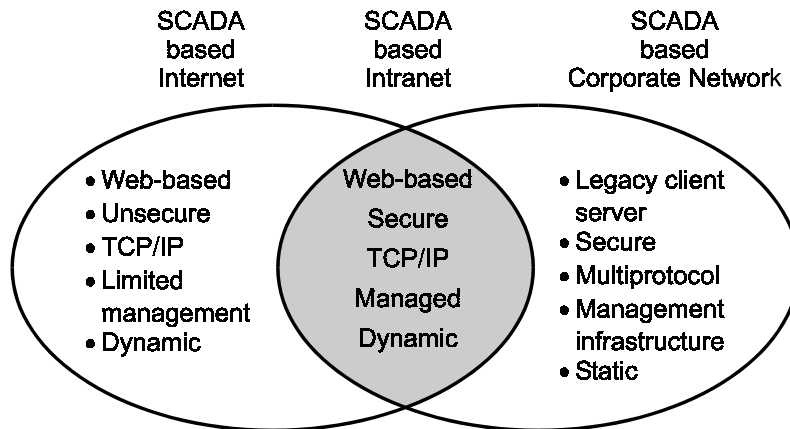 SCADA
based
Internet
SCADA
based
Intranet
SCADA
based
Corporate Network
• Web-based
• Unsecure
• TCP/IP
• Limited
management
• Dynamic
Web-based
Secure
TCP/IP
Managed
Dynamic
• Legacy client
server
• Secure
• Multiprotocol
• Management
infrastructure
• Static